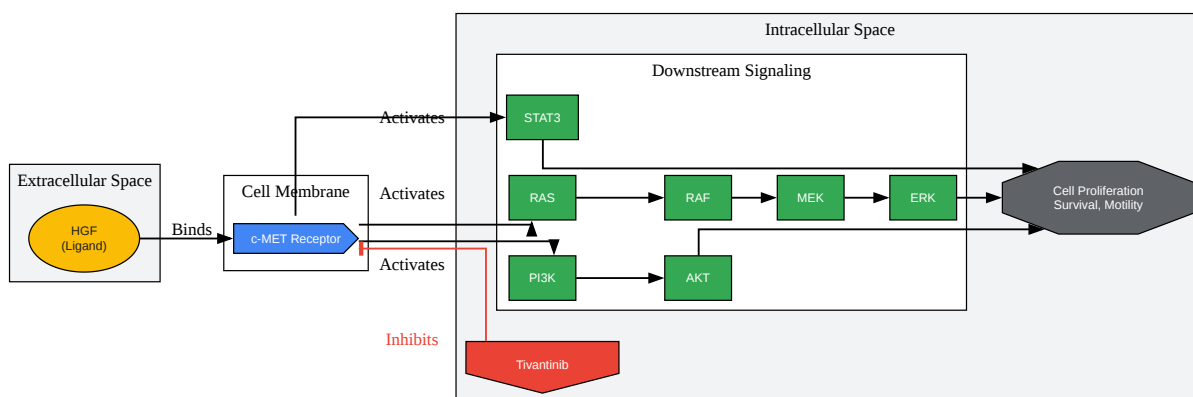 Intracellular Space
Downstream Signaling
STAT3
Activates
Extracellular Space
Cell Membrane
Activates
RAS
RAF
MEK
ERK
Cell Proliferation
Survival, Motility
HGF
(Ligand)
Binds
c-MET Receptor
Activates
PI3K
AKT
Inhibits
Tivantinib